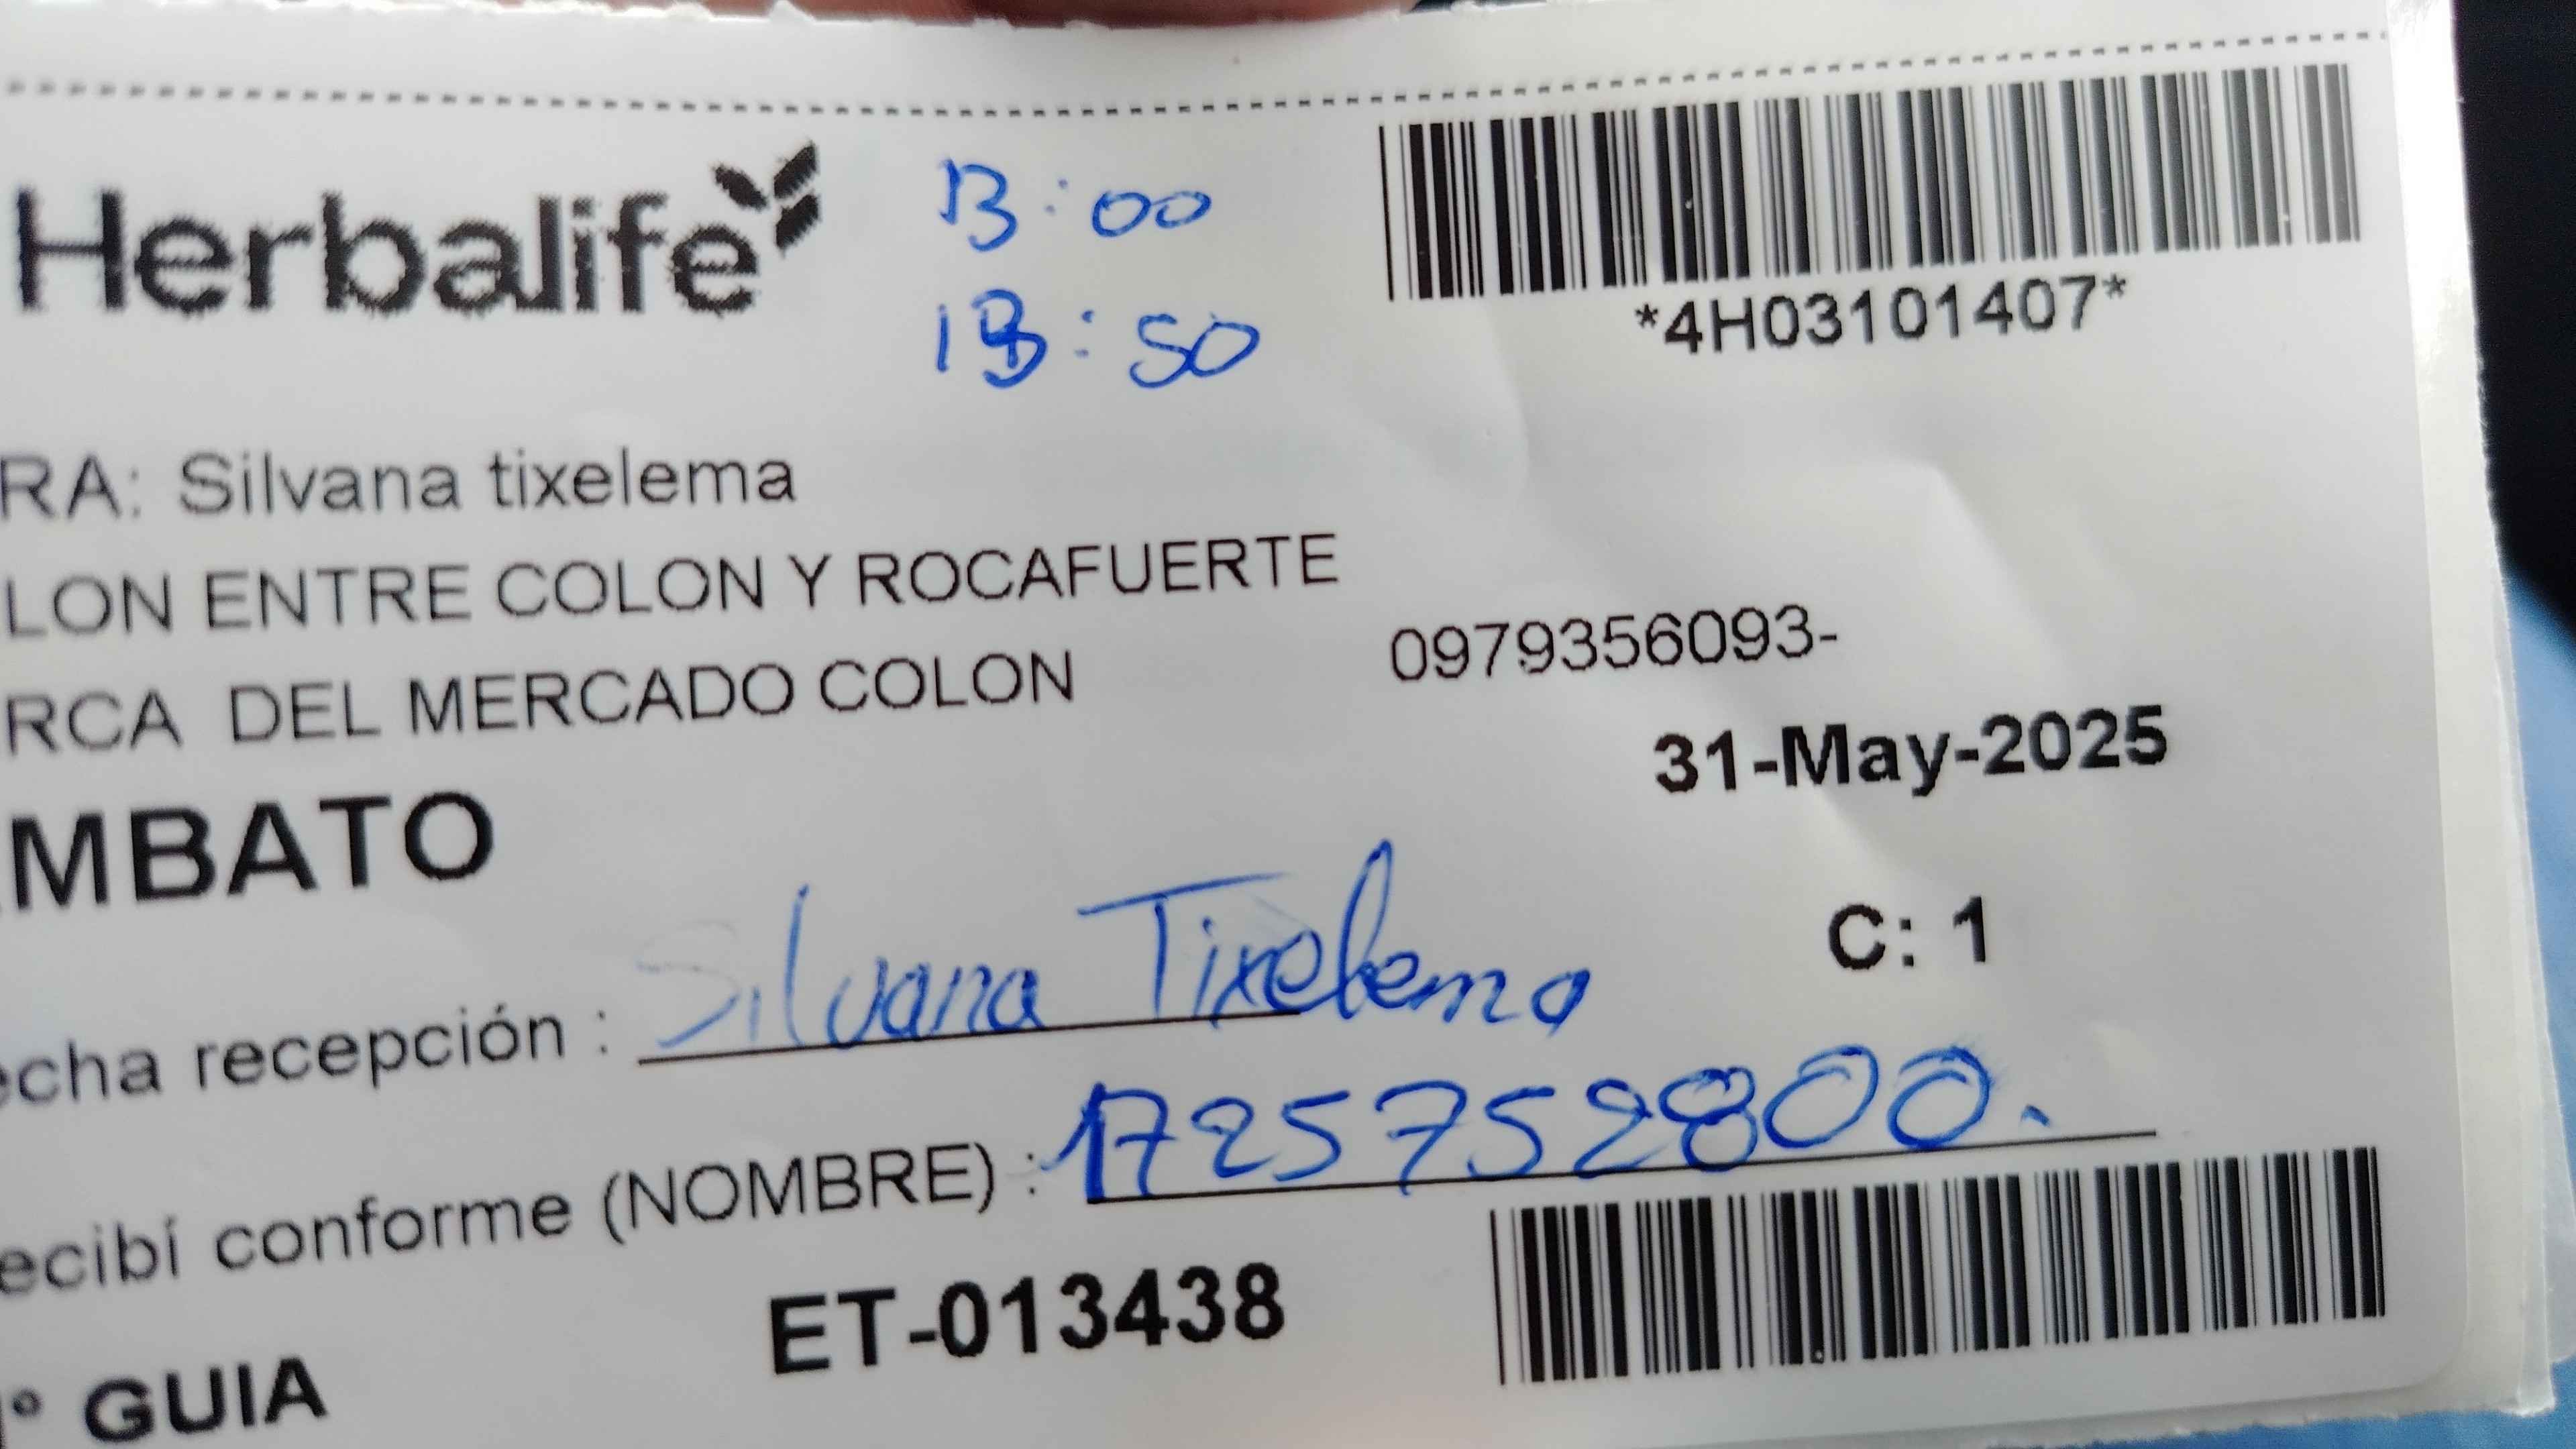 Herbalife
13:00
13:50
*4H03101407*
RA: Silvana tixelema
LON ENTRE COLON Y ROCAFUERTE
RCA DEL MERCADO COLON
0979356093-
31-May-2025
MBATO
C: 1
echa recepción : Silvana Tixelema
ecibí conforme (NOMBRE) : 1725752800.
ET-013438
° GUIA